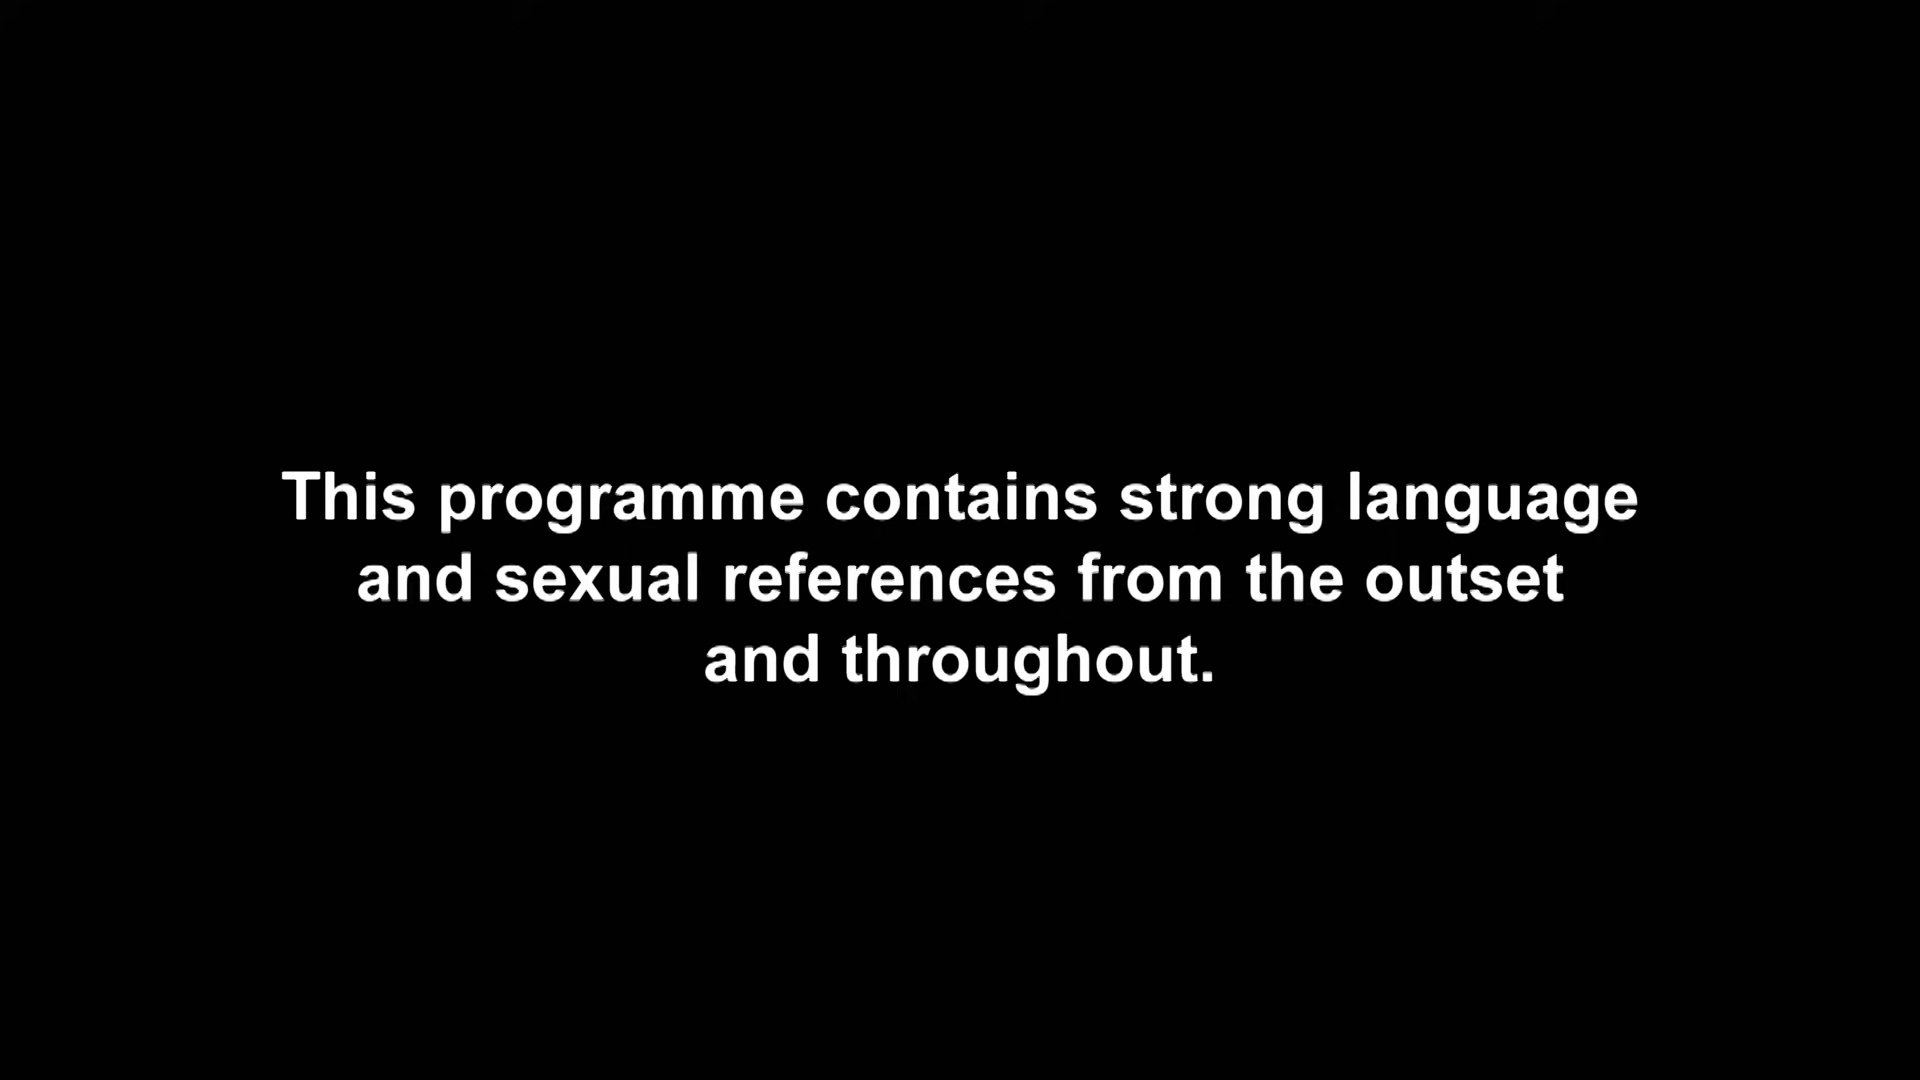 This programme contains strong language
and sexual references from the outset
and throughout.